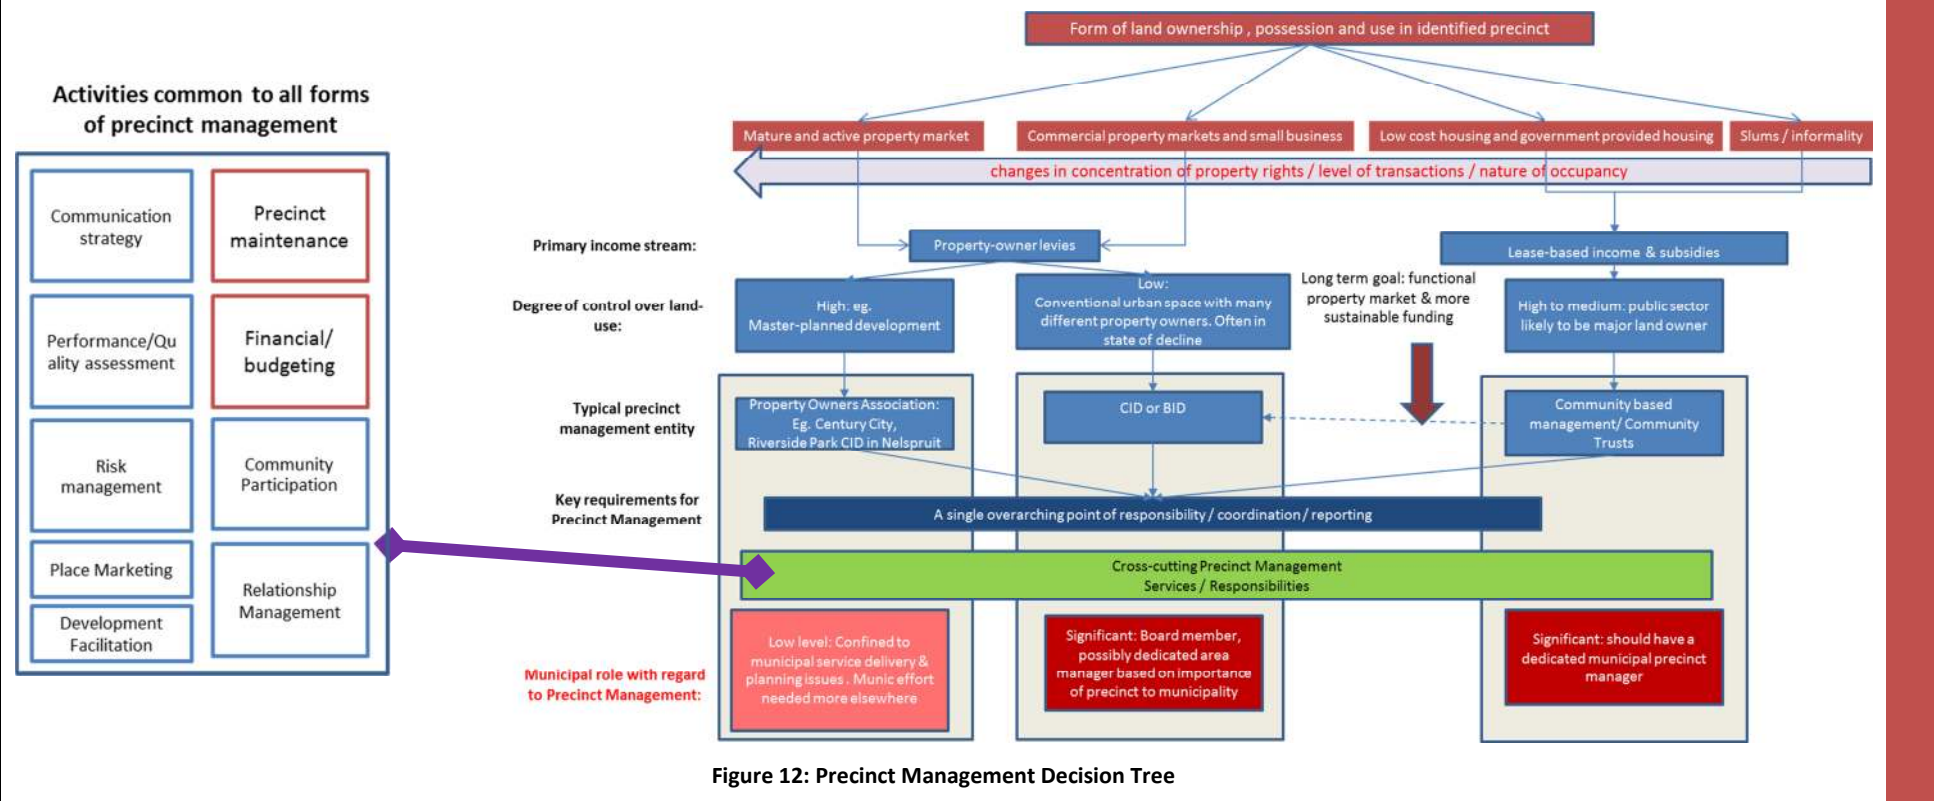 Form of land ownership , possession and use in identified precinct
Activities common to all forms
of precinct management
Communication
strategy
Precinct
maintenance
Performance/Qu
ality assessment
Financial/
budgeting
Risk
management
Community
Participation
Place Marketing
Relationship
Management
Development
Facilitation
Mature and active property market
Commercial property markets and small business
Low cost housing and government provided housing
Slums / informality
changes in concentration of property rights / level of transactions / nature of occupancy
Primary income stream:
Property-owner levies
Lease-based income & subsidies
Degree of control over land-
use:
High: eg.
Master-planned development
Low:
Conventional urban space with many
different property owners. Often in
state of decline
Long term goal: functional
property market & more
sustainable funding
High to medium: public sector
likely to be major land owner
Typical precinct
management entity
Property Owners Association:
Eg. Century City,
Riverside Park CID in Nelspruit
CID or BID
Community based
management/ Community
Trusts
Key requirements for
Precinct Management
A single overarching point of responsibility / coordination / reporting
Cross-cutting Precinct Management
Services / Responsibilities
Municipal role with regard
to Precinct Management:
Low level: Confined to
municipal service delivery &
planning issues . Munic effort
needed more elsewhere
Significant: Board member,
possibly dedicated area
manager based on importance
of precinct to municipality
Significant: should have a
dedicated municipal precinct
manager
Figure 12: Precinct Management Decision Tree